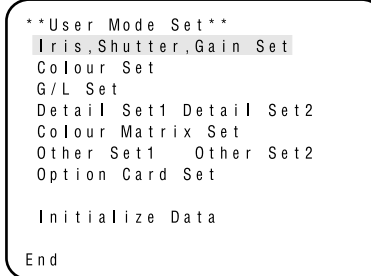 **User Mode Set**
Iris,Shutter,Gain Set
Colour Set
G/L Set
Detail Set1 Detail Set2
Colour Matrix Set
Other Set1 Other Set2
Option Card Set
Initialize Data
End